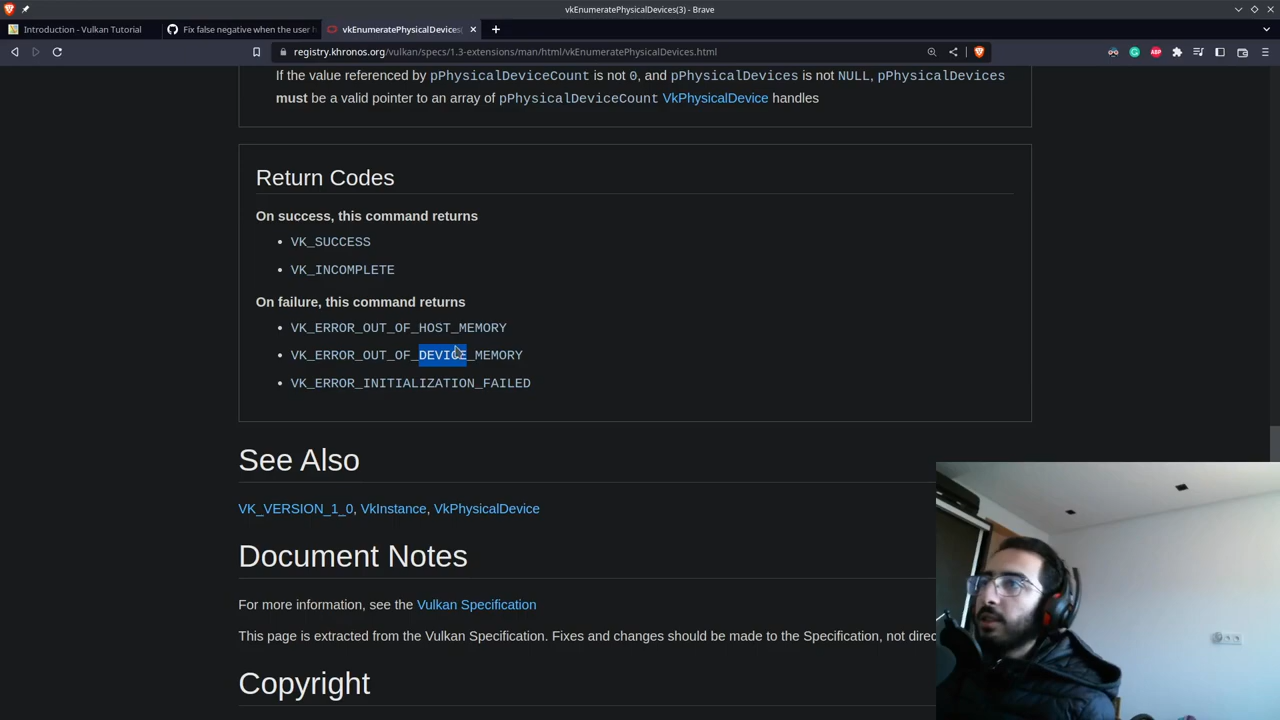 vkEnumeratePhysicalDevices(3) - Brave
Introduction - Vulkan Tutorial
Fix false negative when the user
vkEnumeratePhysicalDevices
registry.khronos.org/vulkan/specs/1.3-extensions/man/html/vkEnumeratePhysicalDevices.html
If the value referenced by pPhysicalDeviceCount is not 0, and pPhysicalDevices is not NULL, pPhysicalDevices
must be a valid pointer to an array of pPhysicalDeviceCount VkPhysicalDevice handles
Return Codes
On success, this command returns
• VK_SUCCESS
• VK_INCOMPLETE
On failure, this command returns
• VK_ERROR_OUT_OF_HOST_MEMORY
• VK_ERROR_OUT_OF_DEVICE_MEMORY
• VK_ERROR_INITIALIZATION_FAILED
See Also
VK_VERSION_1_0, VkInstance, VkPhysicalDevice
Document Notes
For more information, see the Vulkan Specification
This page is extracted from the Vulkan Specification. Fixes and changes should be made to the Specification, not direc
Copyright